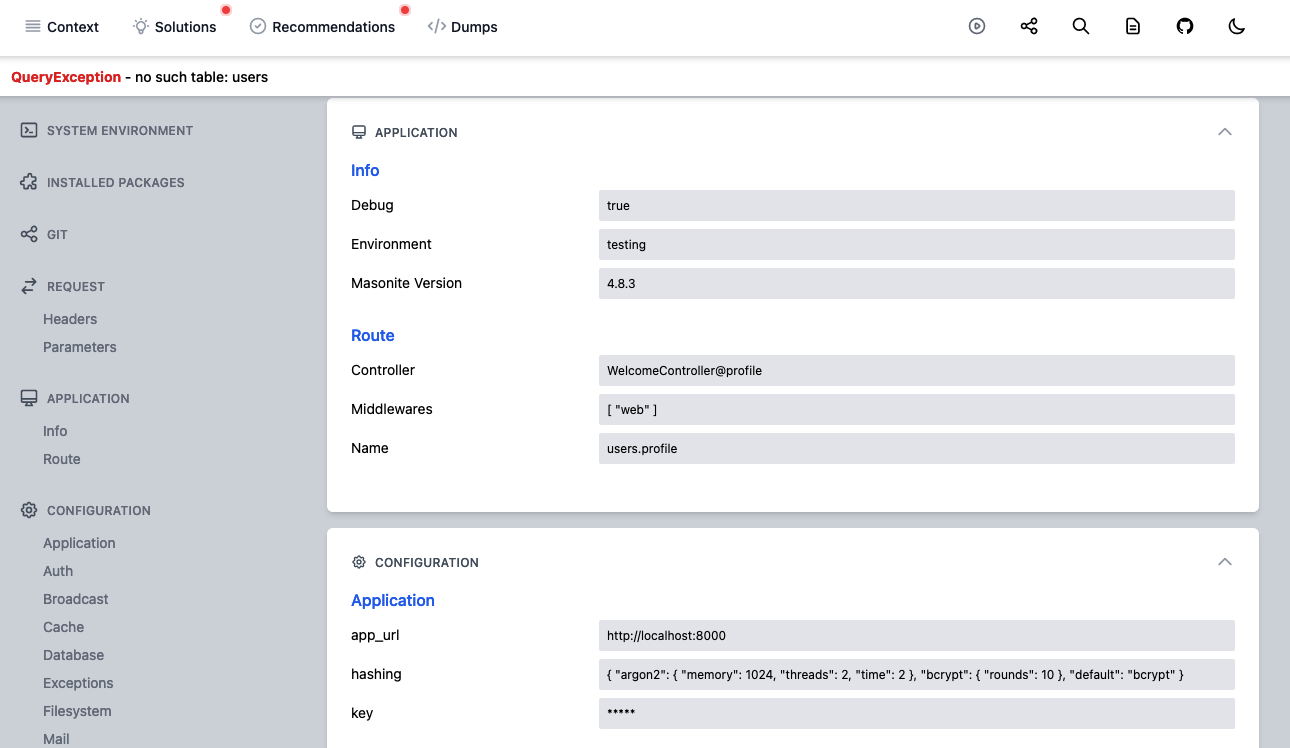 Context
Solutions
Recommendations
Dumps
QueryException - no such table: users
SYSTEM ENVIRONMENT
INSTALLED PACKAGES
GIT
REQUEST
Headers
Parameters
APPLICATION
Info
Route
CONFIGURATION
Application
Auth
Broadcast
Cache
Database
Exceptions
Filesystem
Mail
APPLICATION
Info
Debug true
Environment testing
Masonite Version 4.8.3
Route
Controller WelcomeController@profile
Middlewares [ "web" ]
Name users.profile
CONFIGURATION
Application
app_url http://localhost:8000
hashing { "argon2": { "memory": 1024, "threads": 2, "time": 2 }, "bcrypt": { "rounds": 10 }, "default": "bcrypt" }
key *****